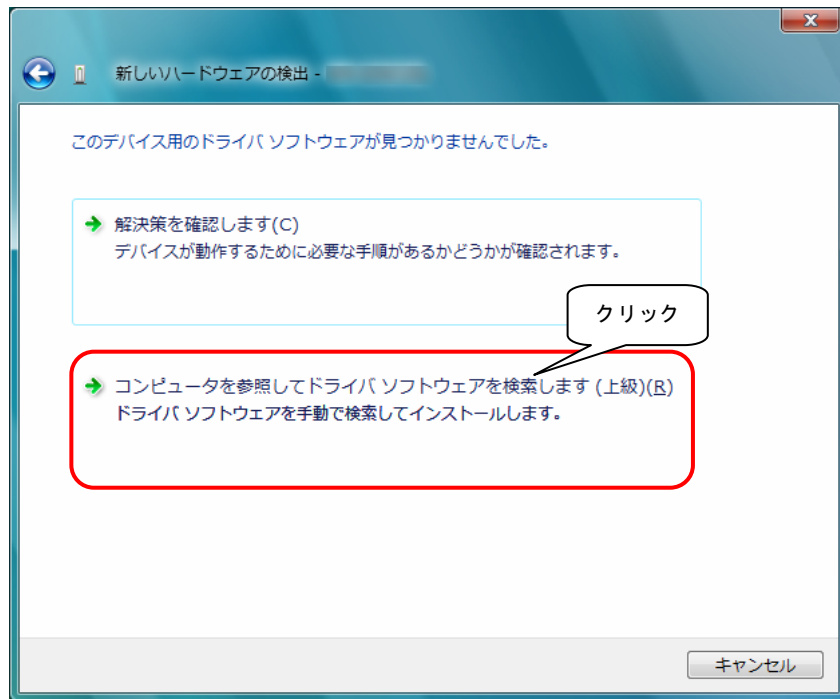 新しいハードウェアの検出 -
このデバイス用のドライバ ソフトウェアが見つかりませんでした。
解決策を確認します(C)
デバイスが動作するために必要な手順があるかどうかが確認されます。
クリック
コンピュータを参照してドライバ ソフトウェアを検索します (上級)(R)
ドライバ ソフトウェアを手動で検索してインストールします。
キャンセル